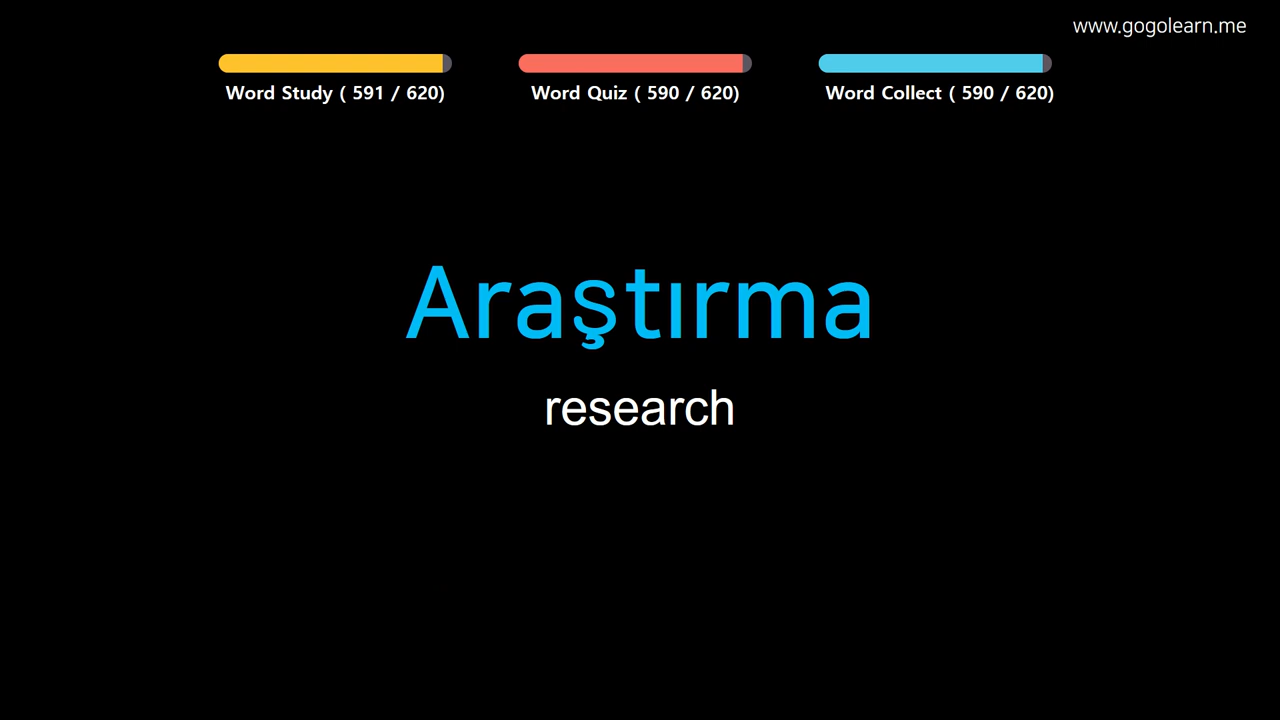 www.gogolearn.me
Word Study ( 591 / 620)
Word Quiz ( 590 / 620)
Word Collect ( 590 / 620)
Araştırma
research